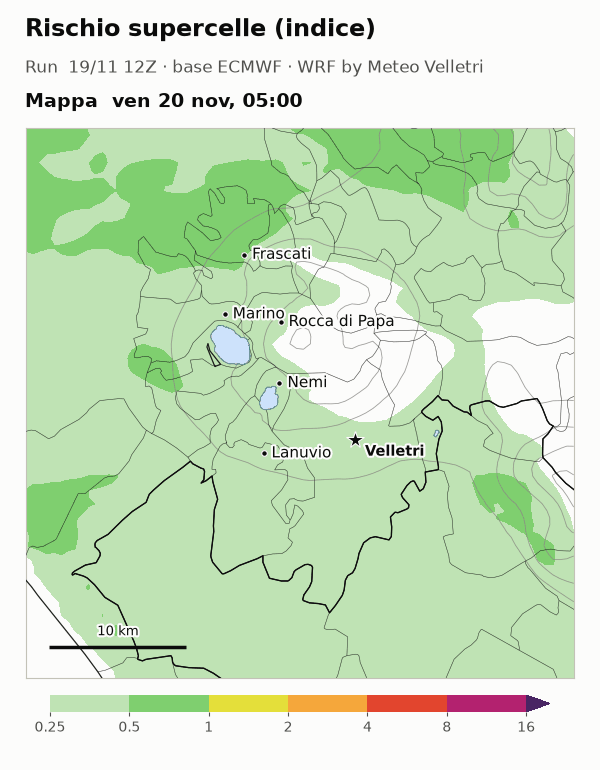 Rischio supercelle (indice)
Run 19/11 12Z · base ECMWF · WRF by Meteo Velletri
Mappa ven 20 nov, 05:00
Frascati
Marino
Rocca di Papa
Nemi
Velletri
Lanuvio
10 km
0.25 0.5 1 2 4 8 16